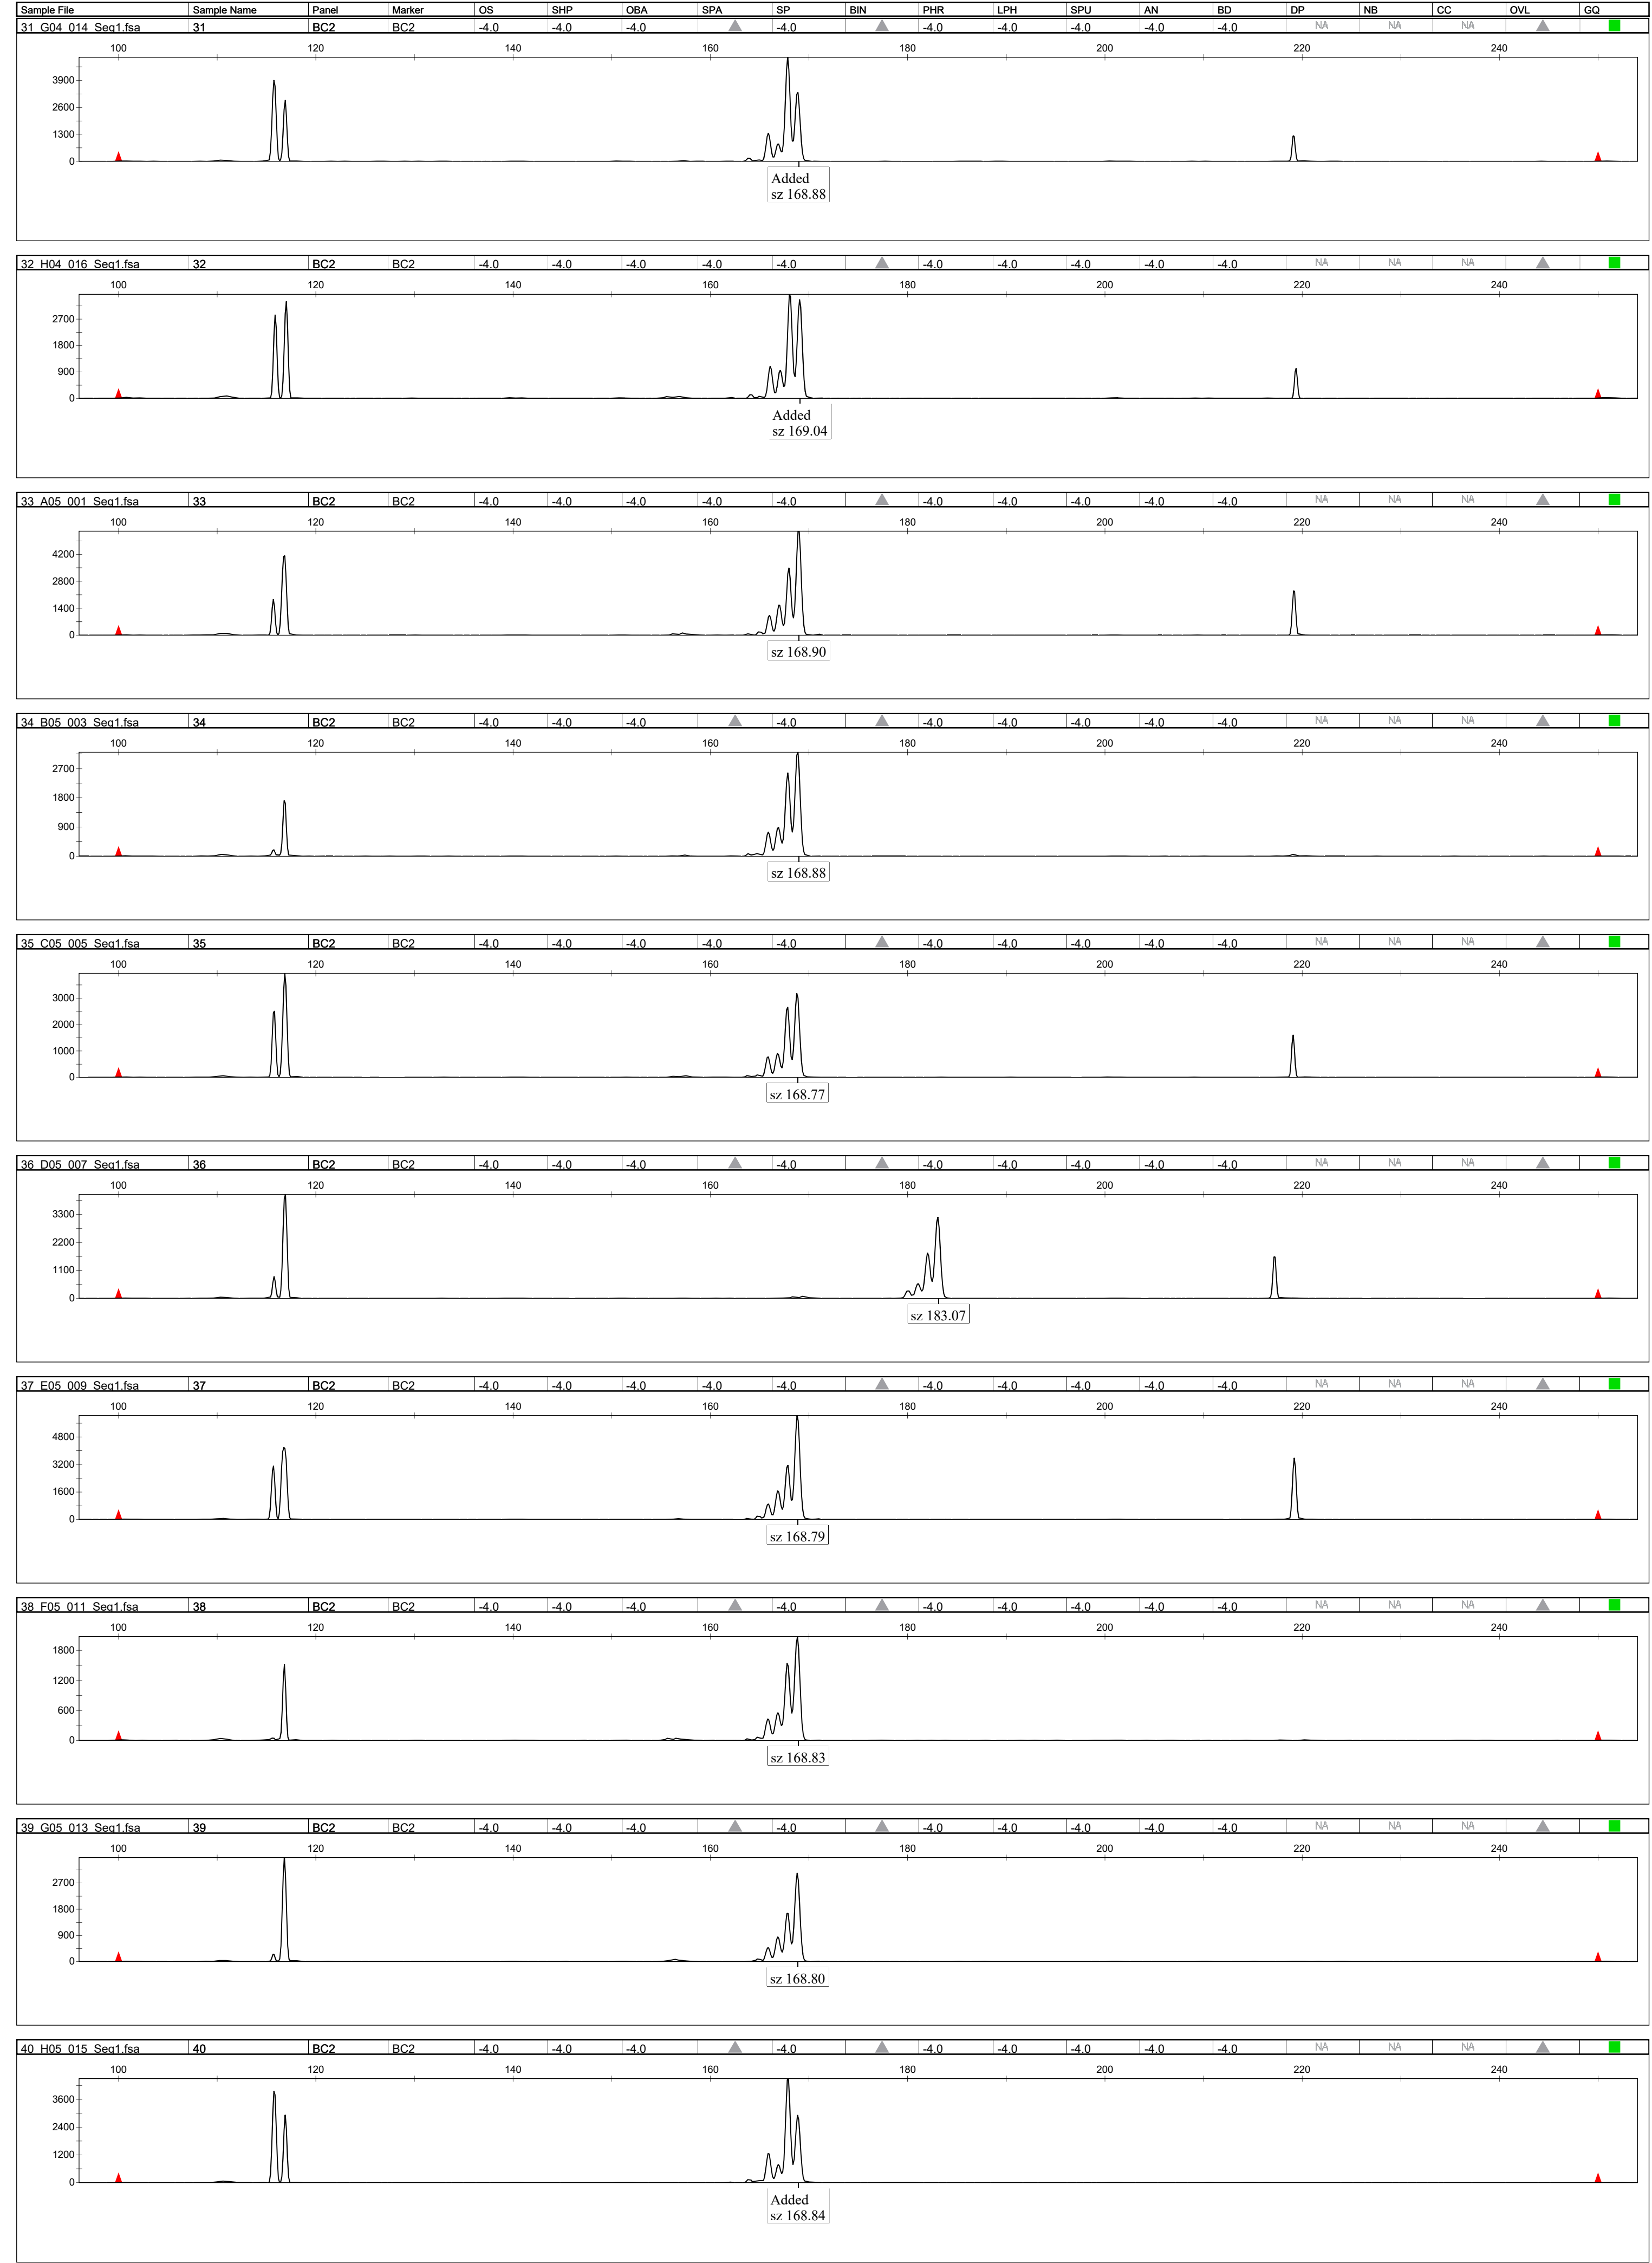 Sample File Sample Name Panel Marker OS SHP OBA SPA SP BIN PHR LPH SPU AN BD DP NB CC OVL GQ
31_G04_014_Seq1.fsa 31 BC2 BC2 -4.0 -4.0 -4.0 -4.0 -4.0 -4.0 -4.0 -4.0 -4.0 NA NA NA
100 120 140 160 180 200 220 240
3900
2600
1300
0
Added
sz 168.88
32_H04_016_Seq1.fsa 32 BC2 BC2 -4.0 -4.0 -4.0 -4.0 -4.0 -4.0 -4.0 -4.0 -4.0 -4.0 NA NA NA
100 120 140 160 180 200 220 240
2700
1800
900
0
Added
sz 169.04
33_A05_001_Seq1.fsa 33 BC2 BC2 -4.0 -4.0 -4.0 -4.0 -4.0 -4.0 -4.0 -4.0 -4.0 -4.0 NA NA NA
100 120 140 160 180 200 220 240
4200
2800
1400
0
sz 168.90
34_B05_003_Seq1.fsa 34 BC2 BC2 -4.0 -4.0 -4.0 -4.0 -4.0 -4.0 -4.0 -4.0 -4.0 NA NA NA
100 120 140 160 180 200 220 240
2700
1800
900
0
sz 168.88
35_C05_005_Seq1.fsa 35 BC2 BC2 -4.0 -4.0 -4.0 -4.0 -4.0 -4.0 -4.0 -4.0 -4.0 -4.0 NA NA NA
100 120 140 160 180 200 220 240
3000
2000
1000
0
sz 168.77
36_D05_007_Seq1.fsa 36 BC2 BC2 -4.0 -4.0 -4.0 -4.0 -4.0 -4.0 -4.0 -4.0 -4.0 NA NA NA
100 120 140 160 180 200 220 240
3300
2200
1100
0
sz 183.07
37_E05_009_Seq1.fsa 37 BC2 BC2 -4.0 -4.0 -4.0 -4.0 -4.0 -4.0 -4.0 -4.0 -4.0 -4.0 NA NA NA
100 120 140 160 180 200 220 240
4800
3200
1600
0
sz 168.79
38_F05_011_Seq1.fsa 38 BC2 BC2 -4.0 -4.0 -4.0 -4.0 -4.0 -4.0 -4.0 -4.0 -4.0 NA NA NA
100 120 140 160 180 200 220 240
1800
1200
600
0
sz 168.83
39_G05_013_Seq1.fsa 39 BC2 BC2 -4.0 -4.0 -4.0 -4.0 -4.0 -4.0 -4.0 -4.0 -4.0 NA NA NA
100 120 140 160 180 200 220 240
2700
1800
900
0
sz 168.80
40_H05_015_Seq1.fsa 40 BC2 BC2 -4.0 -4.0 -4.0 -4.0 -4.0 -4.0 -4.0 -4.0 -4.0 NA NA NA
100 120 140 160 180 200 220 240
3600
2400
1200
0
Added
sz 168.84